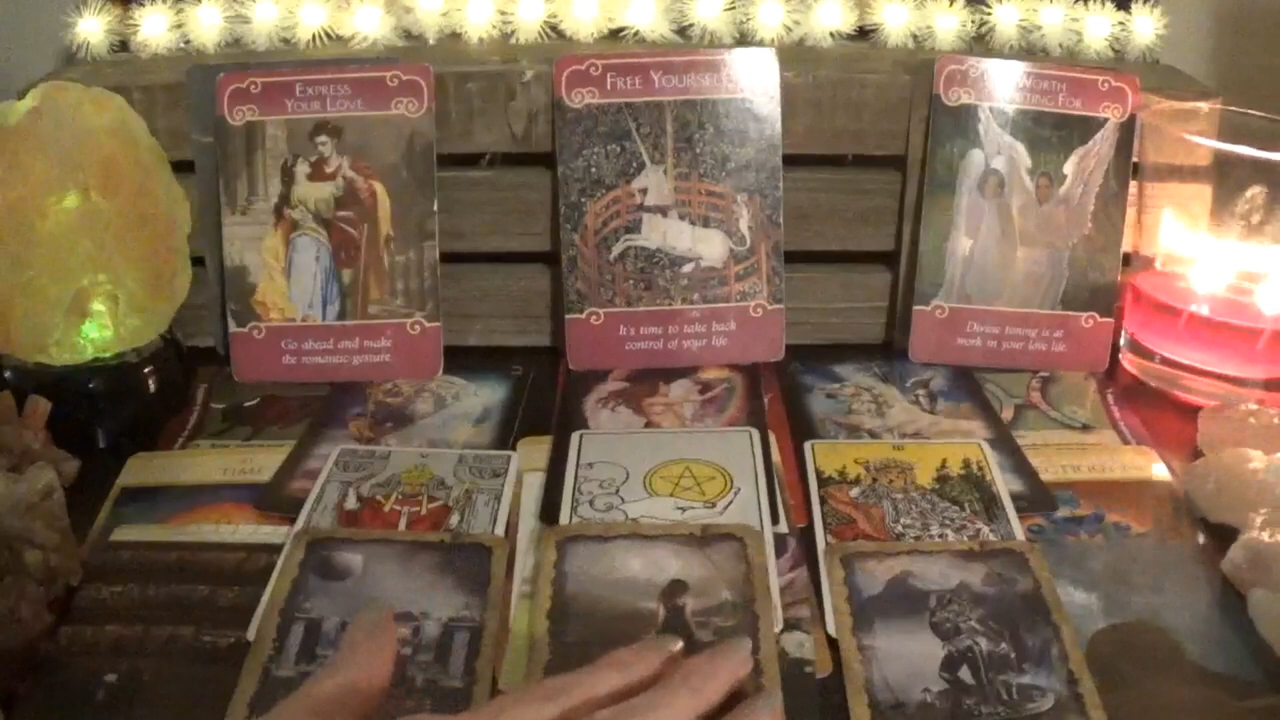 EXPRESS
YOUR LOVE
FREE YOURSELF
WORTH
FOR
Go ahead and make
the romantic gesture.
It's time to take back
control of your life.
Divine timing is at
work in your love life.
TIME
III